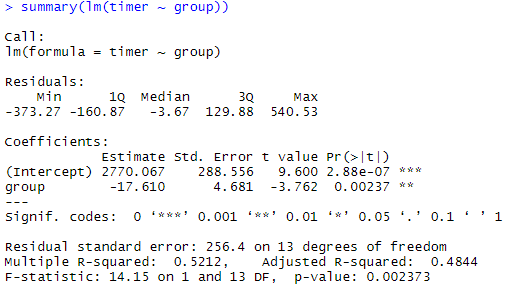 > summary(lm(timer ~ group))
Call:
lm(formula = timer ~ group)
Residuals:
Min 1Q Median 3Q Max
-373.27 -160.87 -3.67 129.88 540.53
Coefficients:
Estimate Std. Error t value Pr(>|t|)
(Intercept) 2770.067 288.556 9.600 2.88e-07 ***
group -17.610 4.681 -3.762 0.00237 **
---
Signif. codes: 0 ‘***’ 0.001 ‘**’ 0.01 ‘*’ 0.05 ‘.’ 0.1 ‘ ’ 1
Residual standard error: 256.4 on 13 degrees of freedom
Multiple R-squared: 0.5212, Adjusted R-squared: 0.4844
F-statistic: 14.15 on 1 and 13 DF, p-value: 0.002373